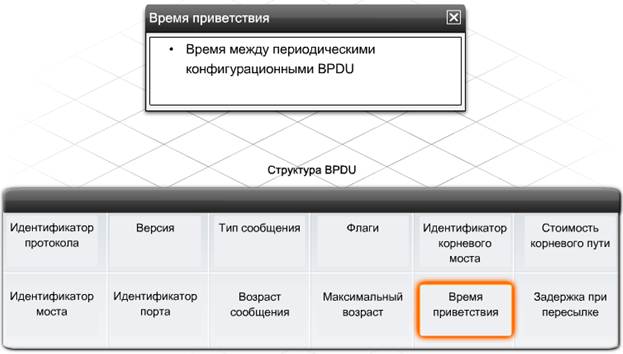 Время приветствия
• Время между периодическими
конфигурационными BPDU
Структура BPDU
Идентификатор протокола
Версия
Тип сообщения
Флаги
Идентификатор корневого моста
Стоимость корневого пути
Идентификатор моста
Идентификатор порта
Возраст сообщения
Максимальный возраст
Время приветствия
Задержка при пересылке